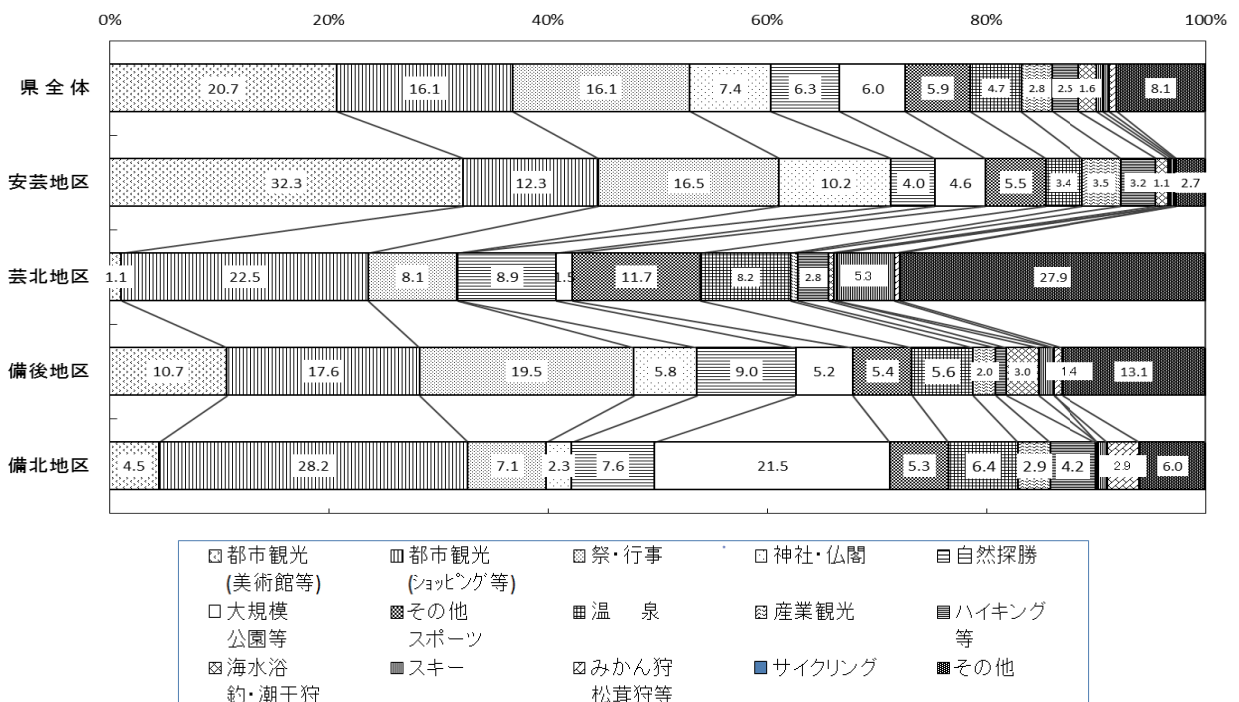 0% 20% 40% 60% 80% 100%
県全体 20.7 16.1 16.1 7.4 6.3 6.0 5.9 4.7 2.8 2.5 1.6 8.1
安芸地区 32.3 12.3 16.5 10.2 4.0 4.6 5.5 3.4 3.5 3.2 1.1 2.7
芸北地区 1.1 22.5 8.1 8.9 1.5 11.7 8.2 2.8 5.3 27.9
備後地区 10.7 17.6 19.5 5.8 9.0 5.2 5.4 5.6 2.0 3.0 1.4 13.1
備北地区 4.5 28.2 7.1 2.3 7.6 21.5 5.3 6.4 2.9 4.2 2.9 6.0
都市観光 都市観光 祭・行事 神社・仏閣 自然探勝
(美術館等) (ショッピング等)
大規模 その他 温 泉 産業観光 ハイキング
公園等 スポーツ 等
海水浴 スキー みかん狩 サイクリング その他
釣・潮干狩 松茸狩等